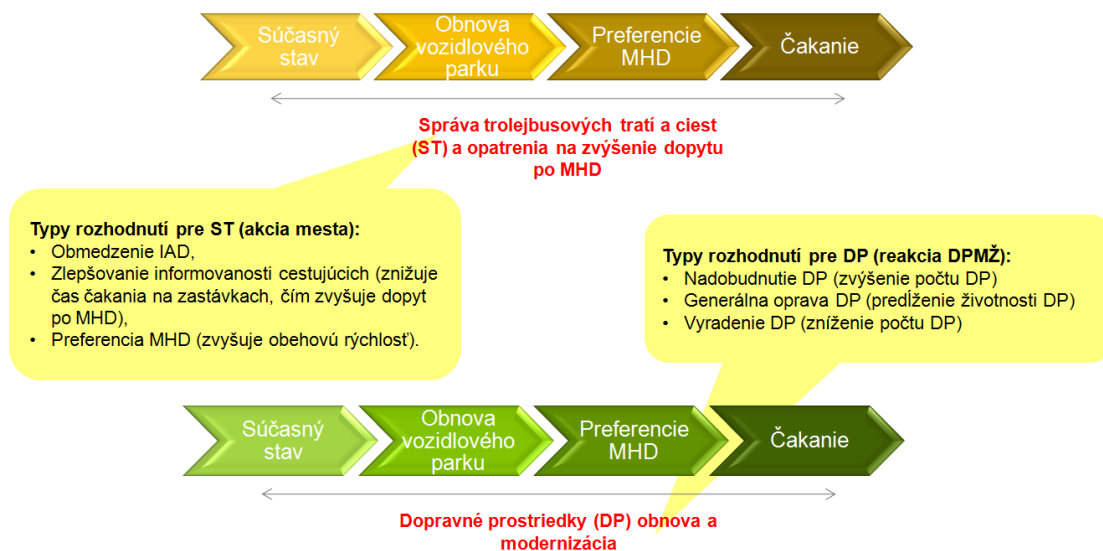 Súčasný
stav
Obnova
vozidlového
parku
Preferencie
MHD
Čakanie
Správa trolejbusových tratí a ciest
(ST) a opatrenia na zvýšenie dopytu
po MHD
Typy rozhodnutí pre ST (akcia mesta):
• Obmedzenie IAD,
• Zlepšovanie informovanosti cestujúcich (znižuje
čas čakania na zastávkach, čím zvyšuje dopyt
po MHD),
• Preferencia MHD (zvyšuje obehovú rýchlosť).
Typy rozhodnutí pre DP (reakcia DPMŽ):
• Nadobudnutie DP (zvýšenie počtu DP)
• Generálna oprava DP (predĺženie životnosti DP)
• Vyradenie DP (zníženie počtu DP)
Súčasný
stav
Obnova
vozidlového
parku
Preferencie
MHD
Čakanie
Dopravné prostriedky (DP) obnova a
modernizácia